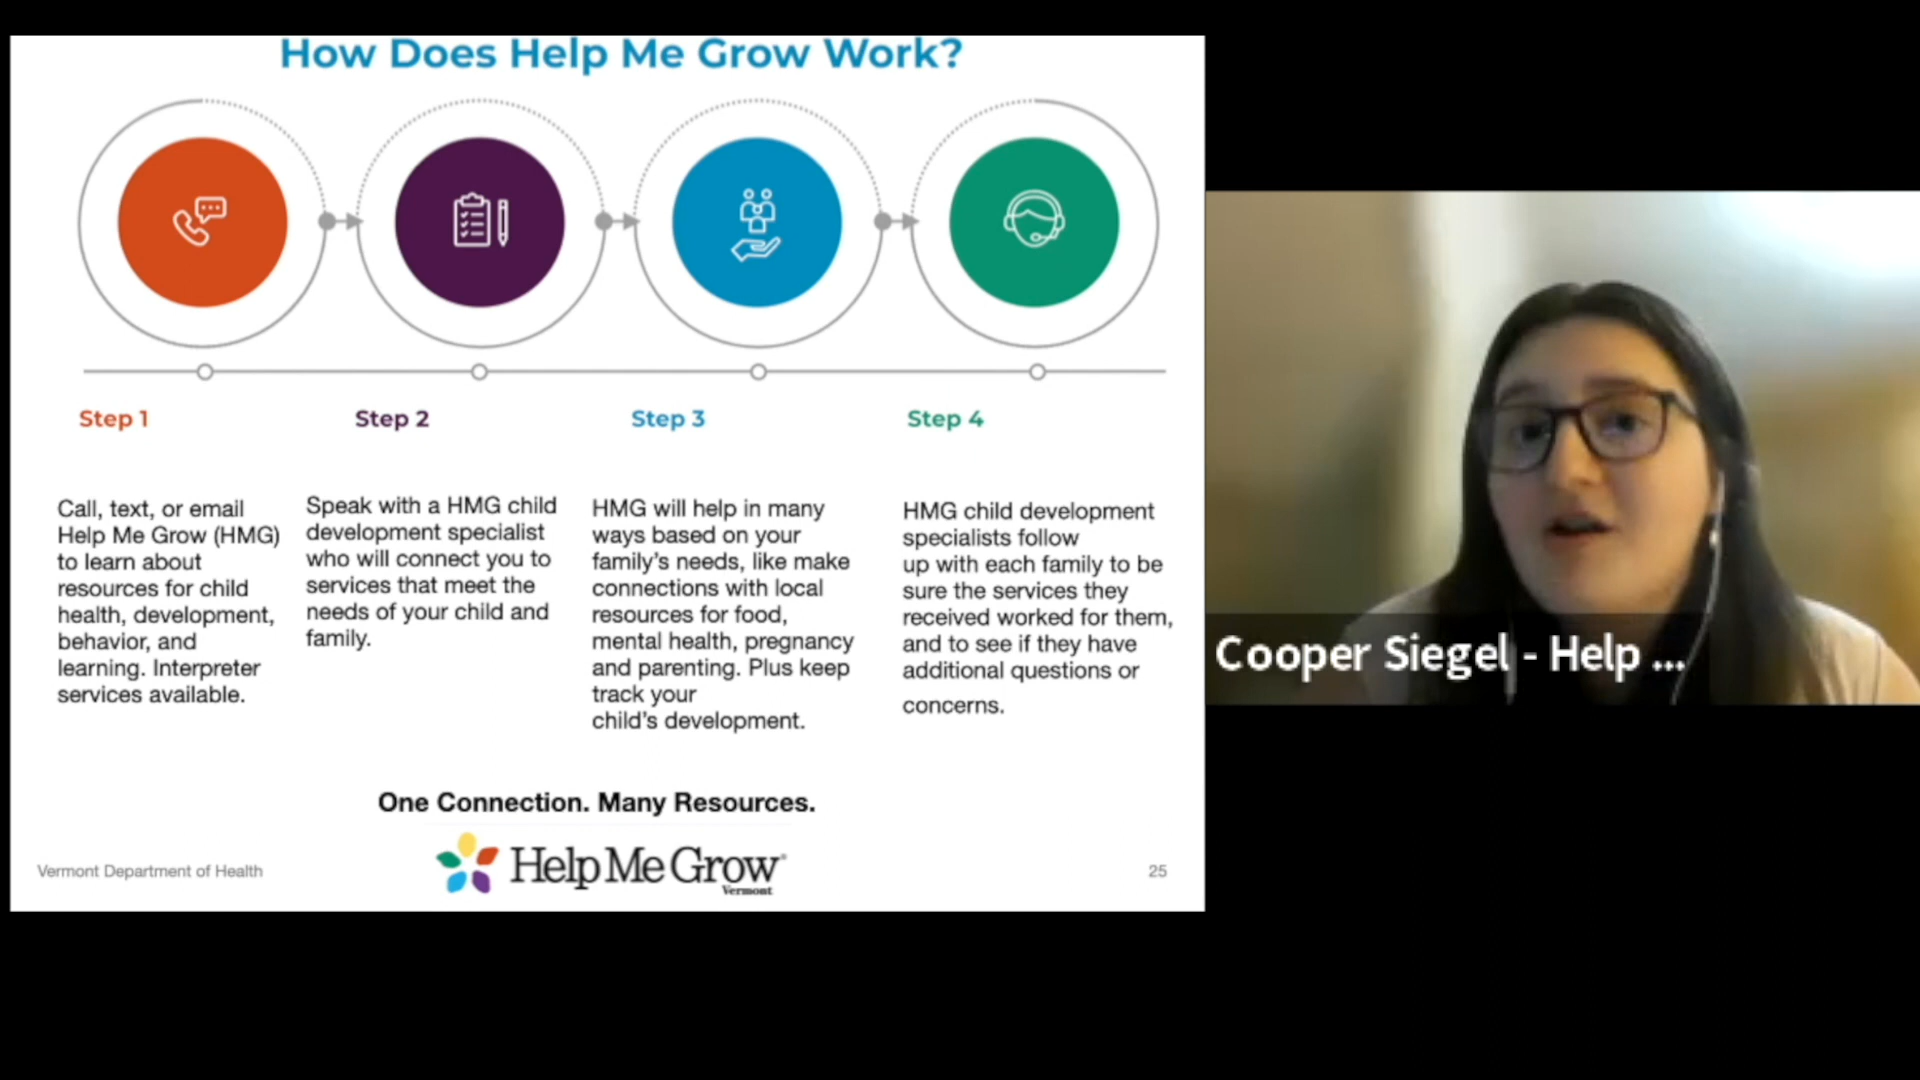 How Does Help Me Grow Work?
Step 1
Step 2
Step 3
Step 4
Call, text, or email
Help Me Grow (HMG)
to learn about
resources for child
health, development,
behavior, and
learning. Interpreter
services available.
Speak with a HMG child
development specialist
who will connect you to
services that meet the
needs of your child and
family.
HMG will help in many
ways based on your
family's needs, like make
connections with local
resources for food,
mental health, pregnancy
and parenting. Plus keep
track your
child's development.
HMG child development
specialists follow
up with each family to be
sure the services they
received worked for them,
and to see if they have
additional questions or
concerns.
One Connection. Many Resources.
Vermont Department of Health
Help Me Grow®
Vermont
25
Cooper Siegel - Help ...